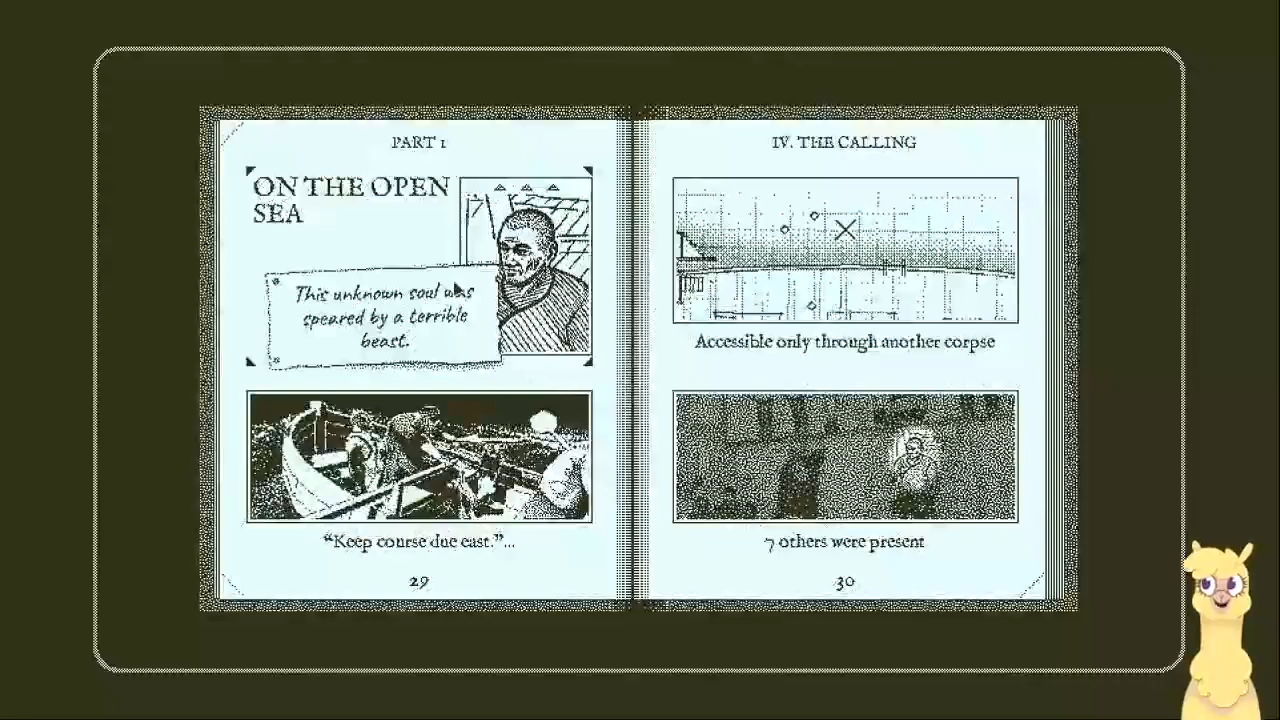 PART 1
ON THE OPEN
SEA
This unknown soul was
speared by a terrible
beast.
“Keep course due east.”...
29
IV. THE CALLING
Accessible only through another corpse
7 others were present
30